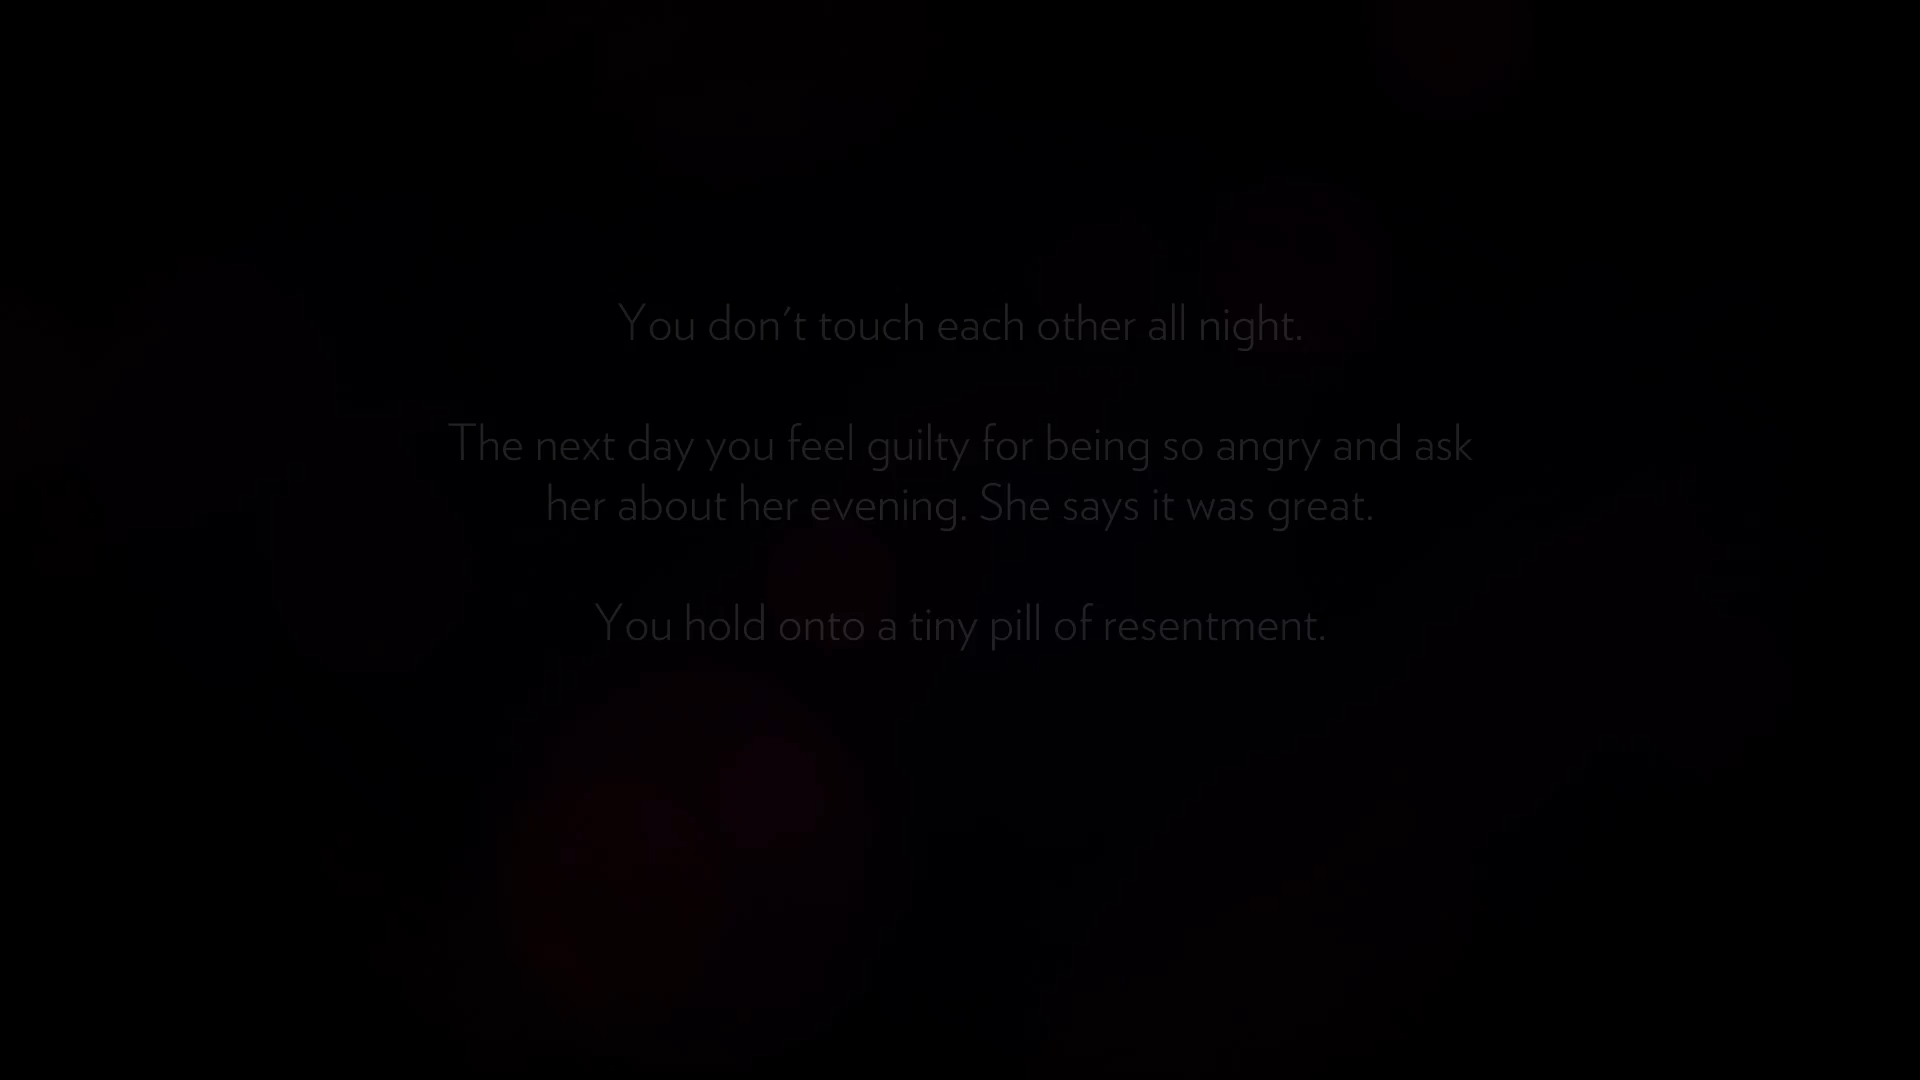 You don't touch each other all night.
The next day you feel guilty for being so angry and ask
her about her evening. She says it was great.
You hold onto a tiny pill of resentment.